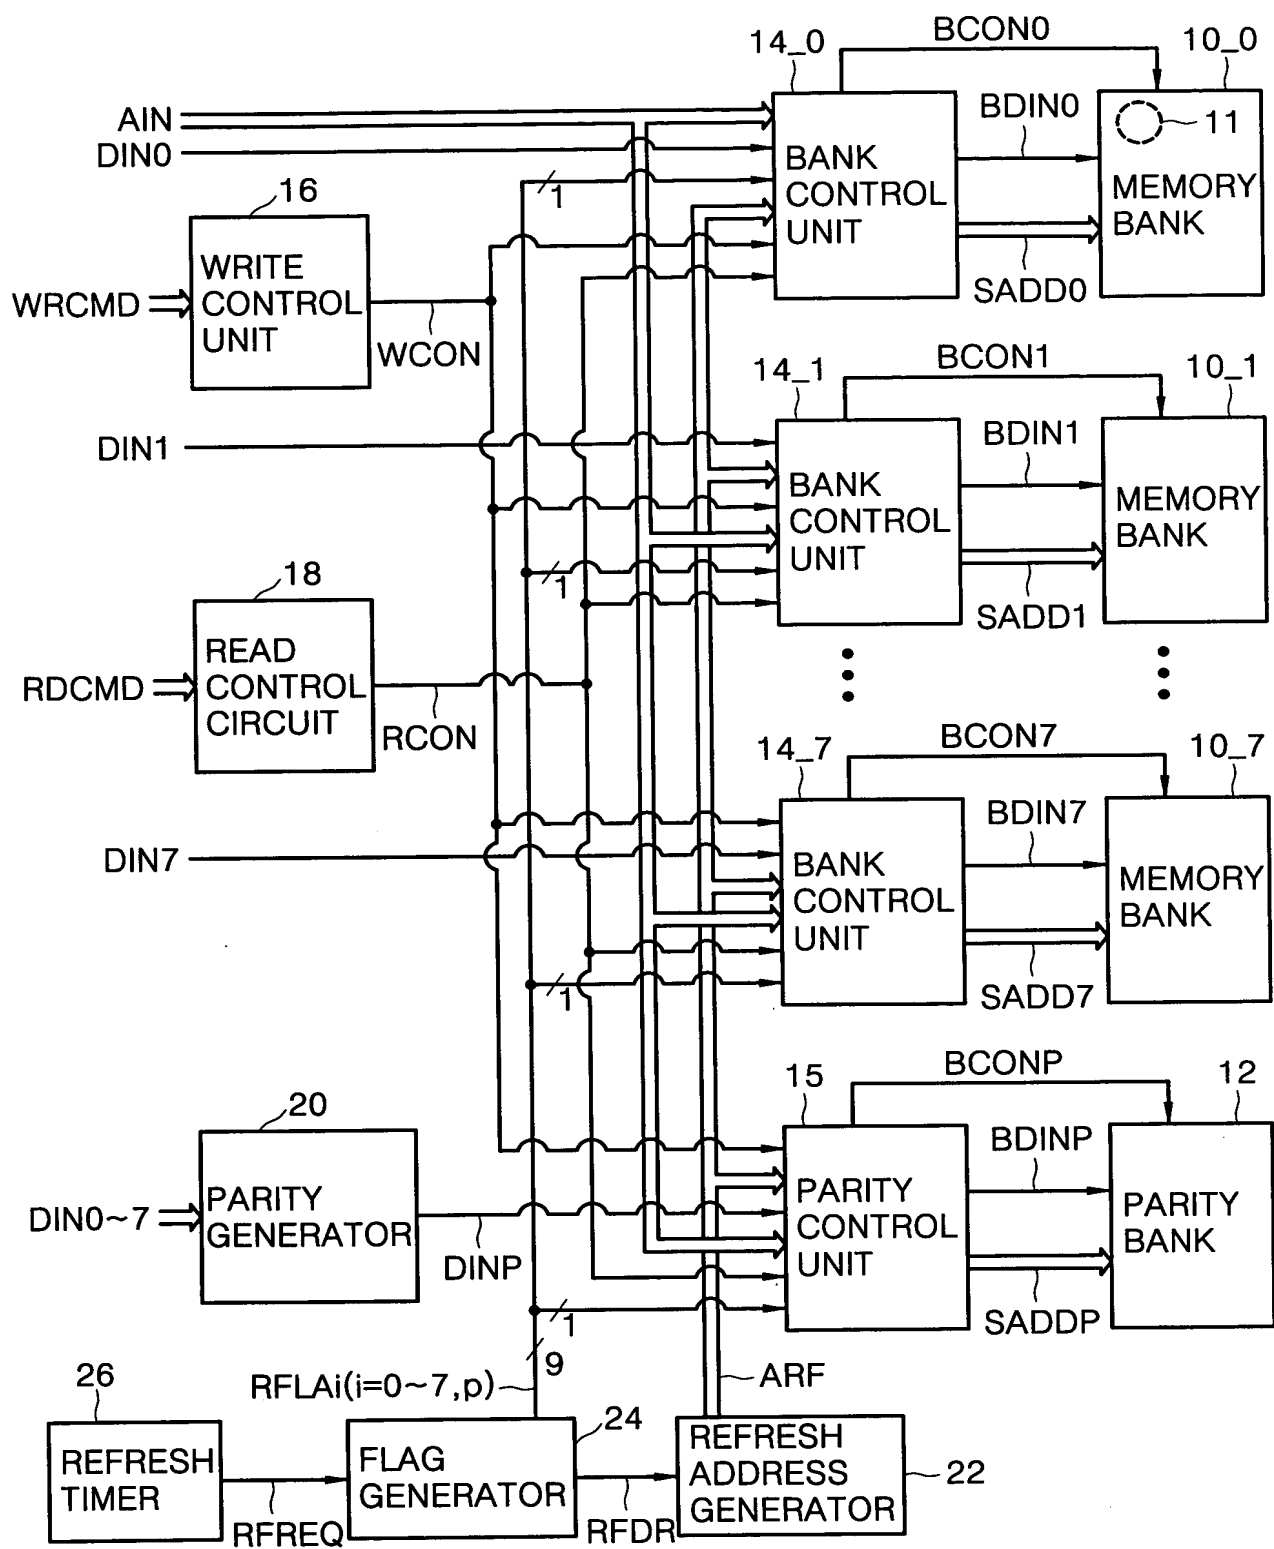 14_0
BCON0
10_0
AIN
DIN0
BDIN0
11
BANK
CONTROL
UNIT
MEMORY
BANK
1
16
WRITE
CONTROL
UNIT
WRCMD
WCON
SADD0
14_1
BCON1
10_1
DIN1
BDIN1
BANK
CONTROL
UNIT
MEMORY
BANK
1
SADD1
18
READ
CONTROL
CIRCUIT
RDCMD
RCON
14_7
BCON7
10_7
DIN7
BDIN7
BANK
CONTROL
UNIT
MEMORY
BANK
1
SADD7
15
BCONP
12
20
PARITY
GENERATOR
DIN0~7
DINP
BDINP
PARITY
CONTROL
UNIT
PARITY
BANK
1
SADDP
9
RFLAi(i=0~7,p)
ARF
26
REFRESH
TIMER
RFREQ
24
FLAG
GENERATOR
RFDR
REFRESH
ADDRESS
GENERATOR
22